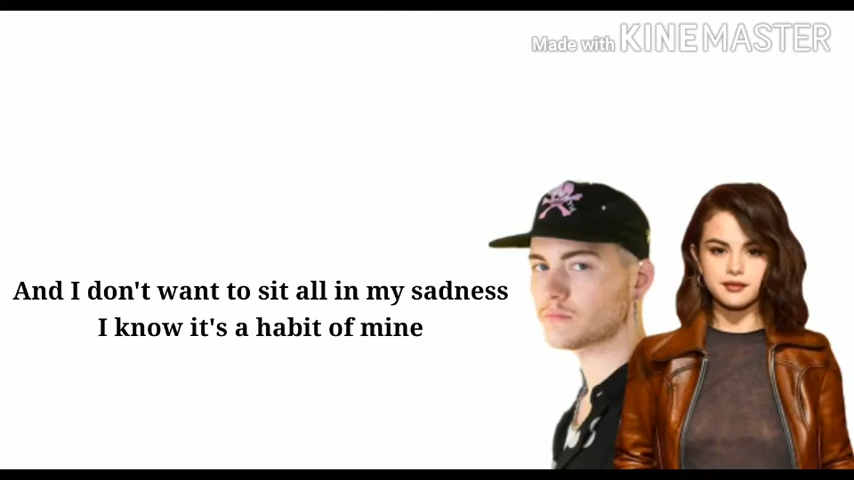 Made with KINEMASTER
And I don't want to sit all in my sadness
I know it's a habit of mine